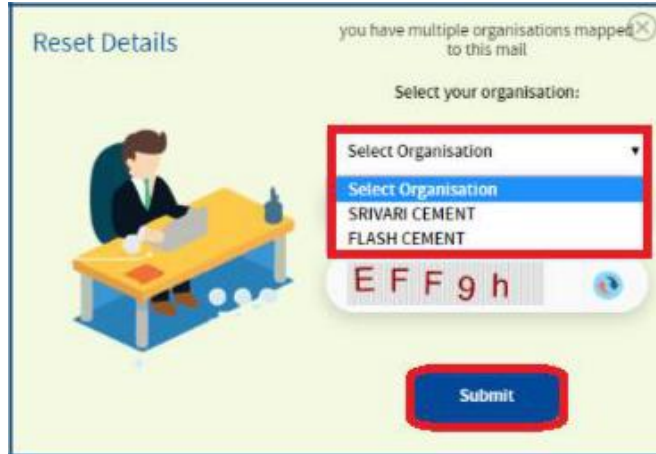 Reset Details
you have multiple organisations mapped
to this mail
Select your organisation:
Select Organisation
Select Organisation
SRIVARI CEMENT
FLASH CEMENT
E F F 9 h
Submit